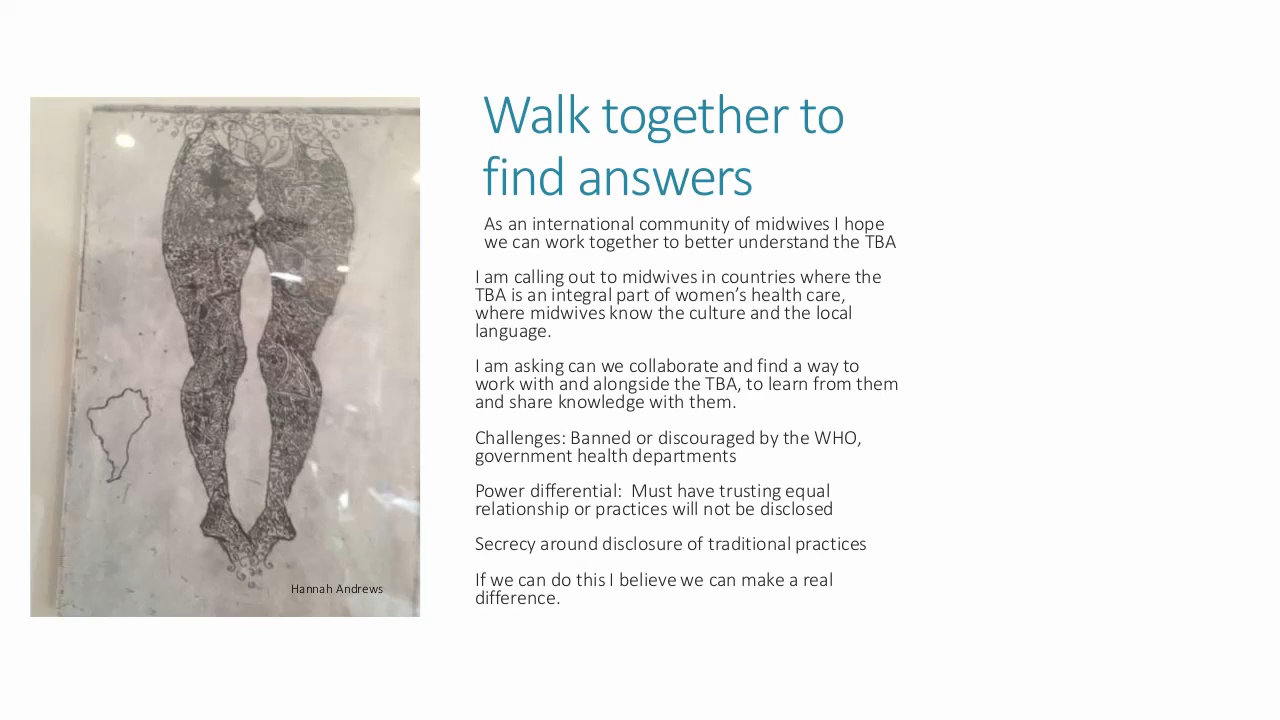 Walk together to
find answers
As an international community of midwives I hope
we can work together to better understand the TBA
I am calling out to midwives in countries where the
TBA is an integral part of women’s health care,
where midwives know the culture and the local
language.
I am asking can we collaborate and find a way to
work with and alongside the TBA, to learn from them
and share knowledge with them.
Challenges: Banned or discouraged by the WHO,
government health departments
Power differential:  Must have trusting equal
relationship or practices will not be disclosed
Secrecy around disclosure of traditional practices
If we can do this I believe we can make a real
difference.
Hannah Andrews